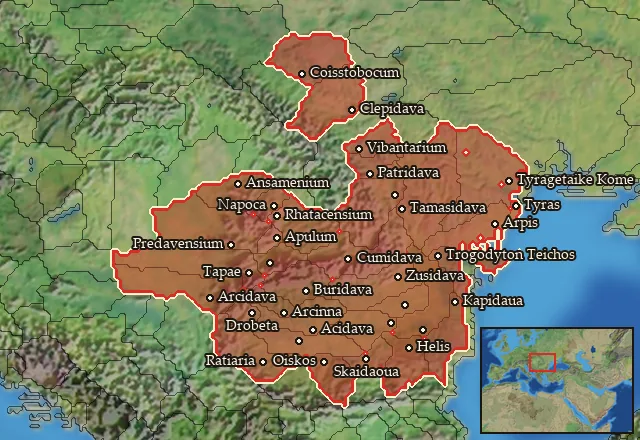 Coisstobocum
Clepidava
Vibantarium
Patridava
Ansamenium
Tyragetaike Kome
Napoca
Rhatacensium
Tamasidava
Tyras
Arpis
Predavensium
Apulum
Trogodyton Teichos
Cumidava
Tapae
Zusidava
Buridava
Arcidava
Kapidaua
Drobeta
Arcinna
Acidava
Helis
Ratiaria
Oiskos
Skaidaoua